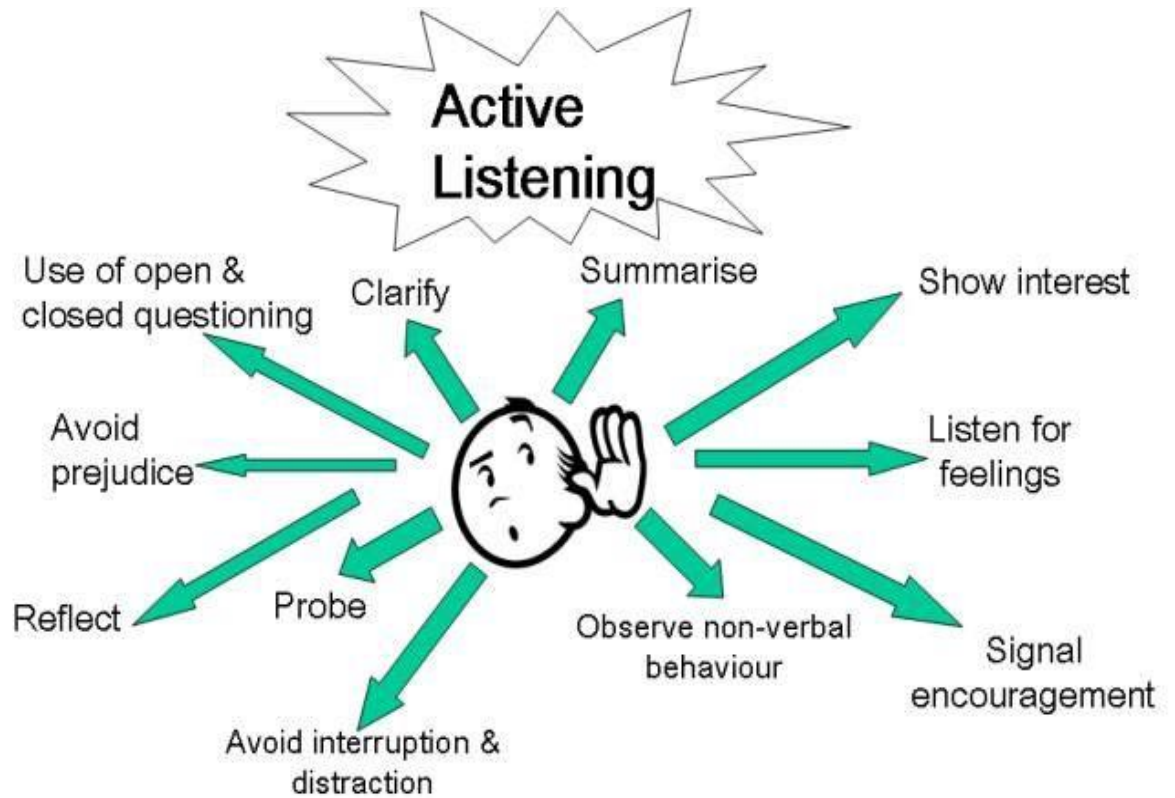 Active
Listening
Use of open &
closed questioning
Clarify
Summarise
Show interest
Avoid
prejudice
Listen for
feelings
Reflect
Probe
Observe non-verbal
behaviour
Signal
encouragement
Avoid interruption &
distraction